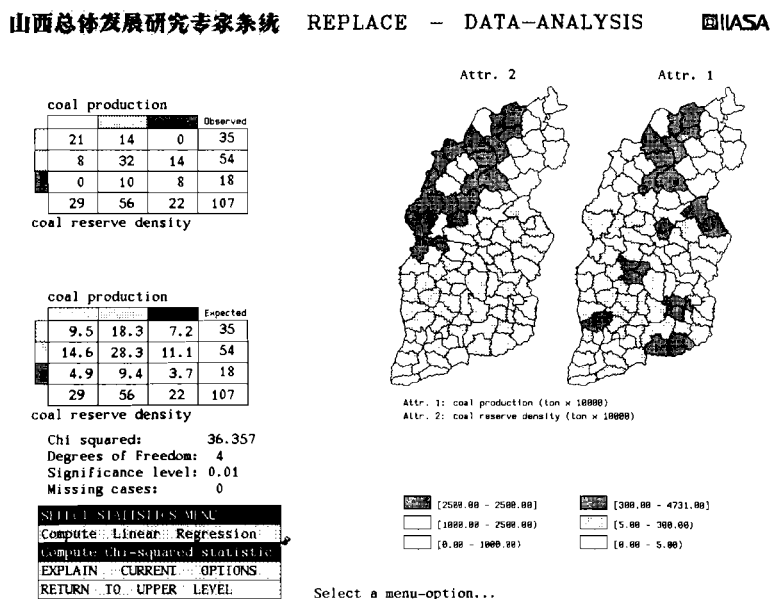 山西总体发展研究专家系统 REPLACE - DATA-ANALYSIS IIASA
Attr. 2 Attr. 1
coal production
Observed
21 14 0 35
8 32 14 54
0 10 8 18
29 56 22 107
coal reserve density
coal production
Expected
9.5 18.3 7.2 35
14.6 28.3 11.1 54
4.9 9.4 3.7 18
29 56 22 107
coal reserve density
Chi squared: 36.357
Degrees of Freedom: 4
Significance level: 0.01
Missing cases: 0
SELECT STATISTICS MENU
Compute Linear Regression
Compute Chi-squared statistic
EXPLAIN CURRENT OPTIONS
RETURN TO UPPER LEVEL
Attr. 1: coal production (ton x 10000)
Attr. 2: coal reserve density (ton x 10000)
[2500.00 - 2500.00] [300.00 - 4731.00]
[1000.00 - 2500.00) [5.00 - 300.00)
[0.00 - 1000.00) [0.00 - 5.00)
Select a menu-option...